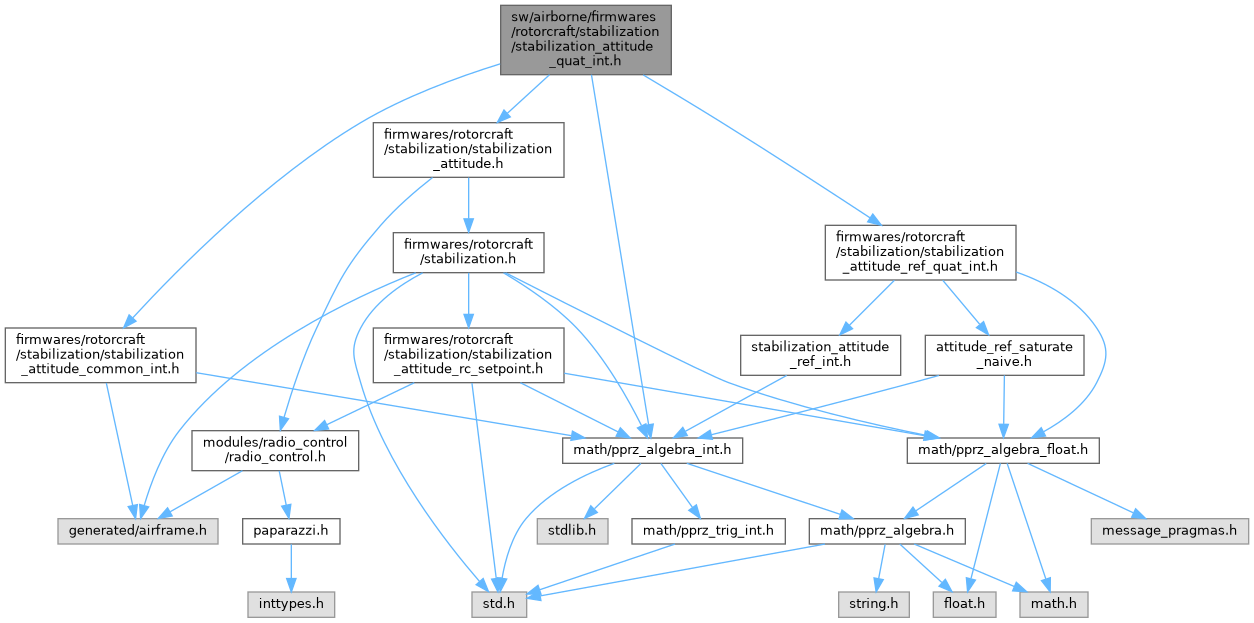 sw/airborne/firmwares
/rotorcraft/stabilization
/stabilization_attitude
_quat_int.h
firmwares/rotorcraft
/stabilization/stabilization
_attitude.h
firmwares/rotorcraft
/stabilization/stabilization
_attitude_ref_quat_int.h
firmwares/rotorcraft
/stabilization.h
firmwares/rotorcraft
/stabilization/stabilization
_attitude_common_int.h
firmwares/rotorcraft
/stabilization/stabilization
_attitude_rc_setpoint.h
stabilization_attitude
_ref_int.h
attitude_ref_saturate
_naive.h
modules/radio_control
/radio_control.h
math/pprz_algebra_int.h
math/pprz_algebra_float.h
generated/airframe.h
paparazzi.h
stdlib.h
math/pprz_trig_int.h
math/pprz_algebra.h
message_pragmas.h
inttypes.h
std.h
string.h
float.h
math.h